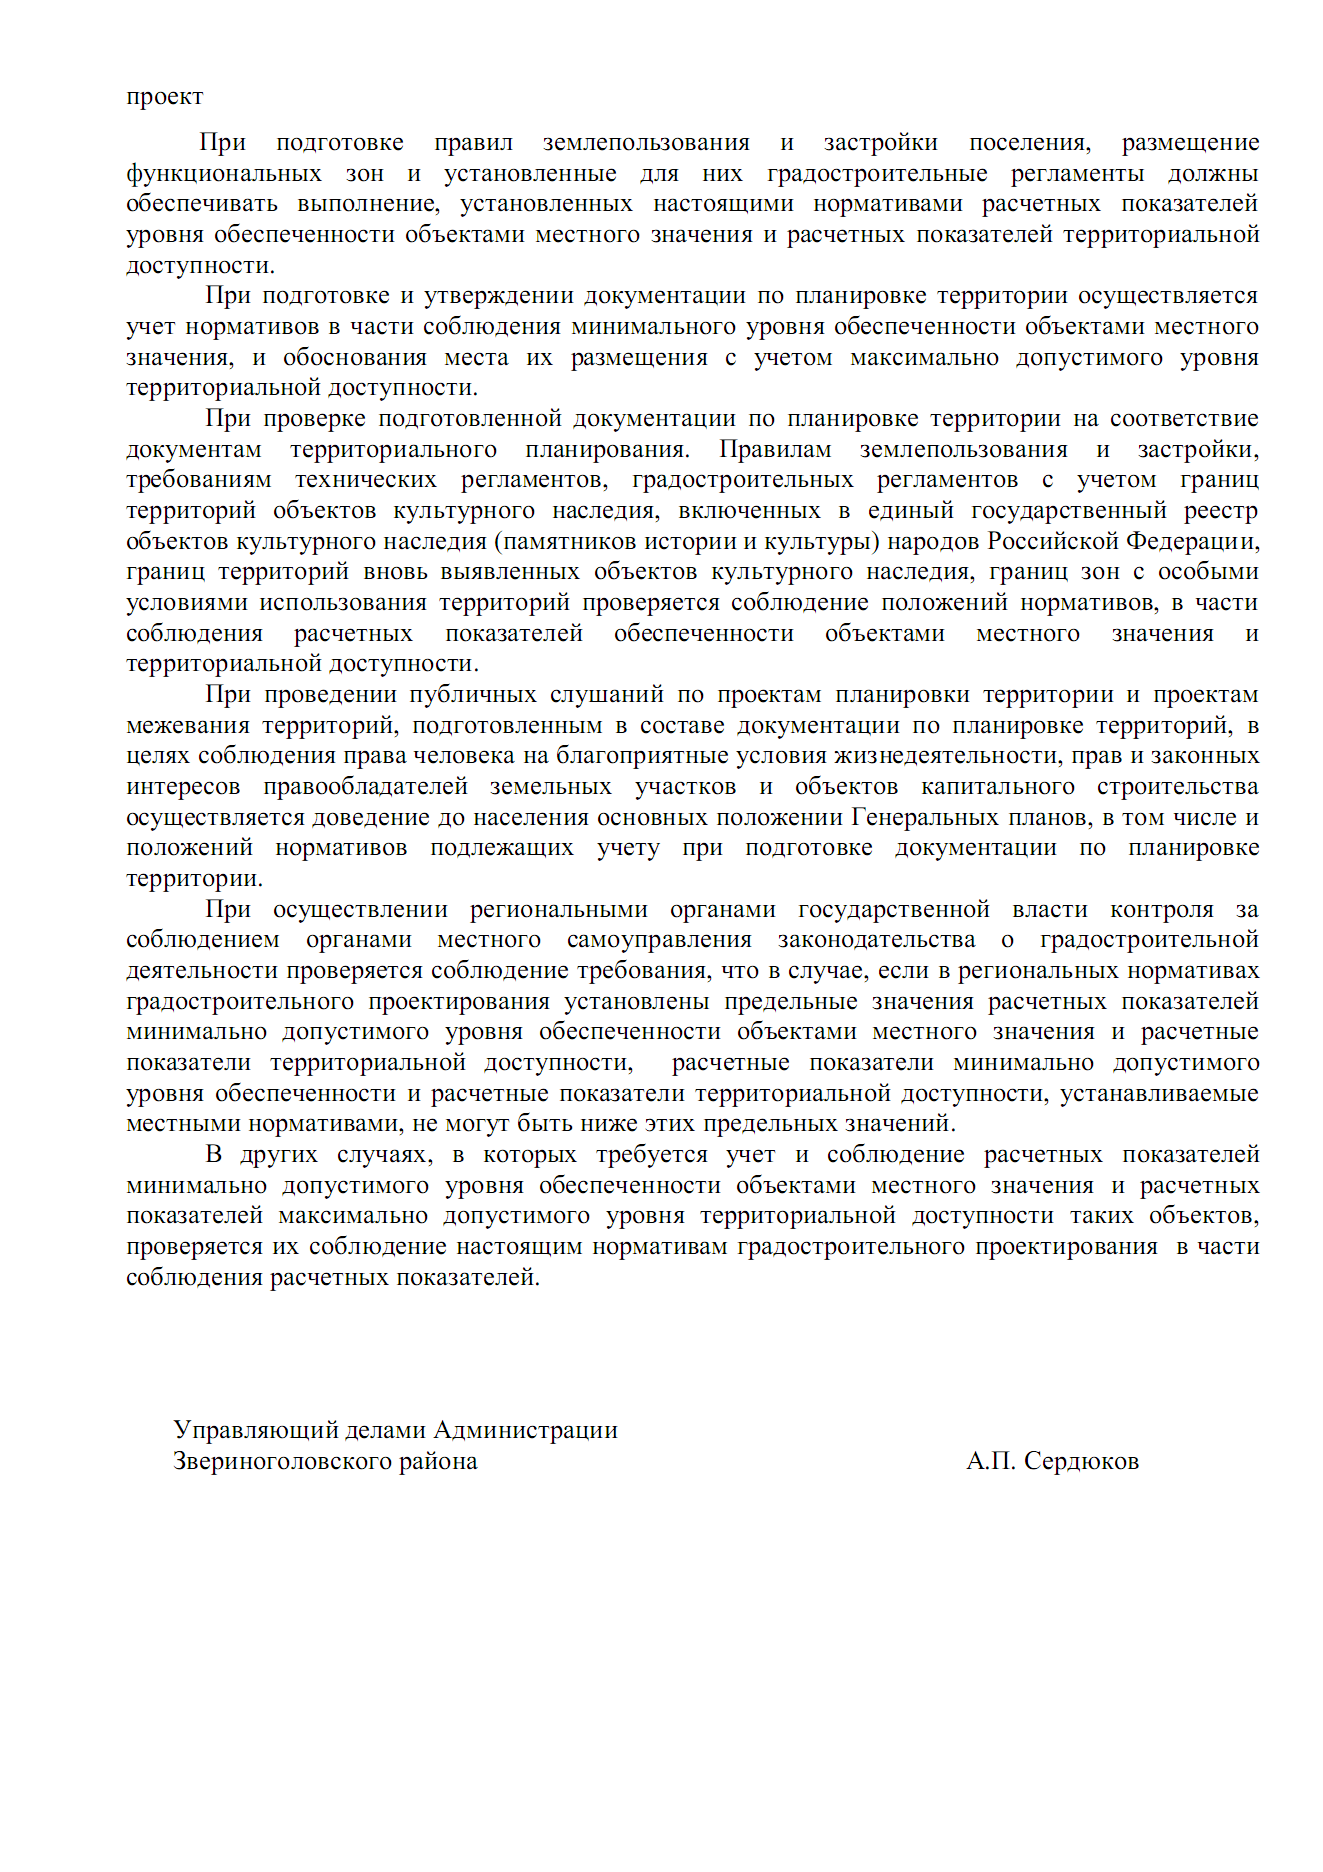 проект
При подготовке правил землепользования и застройки поселения, размещение
функциональных зон и установленные для них градостроительные регламенты должны
обеспечивать выполнение, установленных настоящими нормативами расчетных показателей
уровня обеспеченности объектами местного значения и расчетных показателей территориальной
доступности.
При подготовке и утверждении документации по планировке территории осуществляется
учет нормативов в части соблюдения минимального уровня обеспеченности объектами местного
значения, и обоснования места их размещения с учетом максимально допустимого уровня
территориальной доступности.
При проверке подготовленной документации по планировке территории на соответствие
документам территориального планирования. Правилам землепользования и застройки,
требованиям технических регламентов, градостроительных регламентов с учетом границ
территорий объектов культурного наследия, включенных в единый государственный реестр
объектов культурного наследия (памятников истории и культуры) народов Российской Федерации,
границ территорий вновь выявленных объектов культурного наследия, границ зон с особыми
условиями использования территорий проверяется соблюдение положений нормативов, в части
соблюдения расчетных показателей обеспеченности объектами местного значения и
территориальной доступности.
При проведении публичных слушаний по проектам планировки территории и проектам
межевания территорий, подготовленным в составе документации по планировке территорий, в
целях соблюдения права человека на благоприятные условия жизнедеятельности, прав и законных
интересов правообладателей земельных участков и объектов капитального строительства
осуществляется доведение до населения основных положении Генеральных планов, в том числе и
положений нормативов подлежащих учету при подготовке документации по планировке
территории.
При осуществлении региональными органами государственной власти контроля за
соблюдением органами местного самоуправления законодательства о градостроительной
деятельности проверяется соблюдение требования, что в случае, если в региональных нормативах
градостроительного проектирования установлены предельные значения расчетных показателей
минимально допустимого уровня обеспеченности объектами местного значения и расчетные
показатели территориальной доступности, расчетные показатели минимально допустимого
уровня обеспеченности и расчетные показатели территориальной доступности, устанавливаемые
местными нормативами, не могут быть ниже этих предельных значений.
В других случаях, в которых требуется учет и соблюдение расчетных показателей
минимально допустимого уровня обеспеченности объектами местного значения и расчетных
показателей максимально допустимого уровня территориальной доступности таких объектов,
проверяется их соблюдение настоящим нормативам градостроительного проектирования в части
соблюдения расчетных показателей.
Управляющий делами Администрации
Звериноголовского района А.П. Сердюков